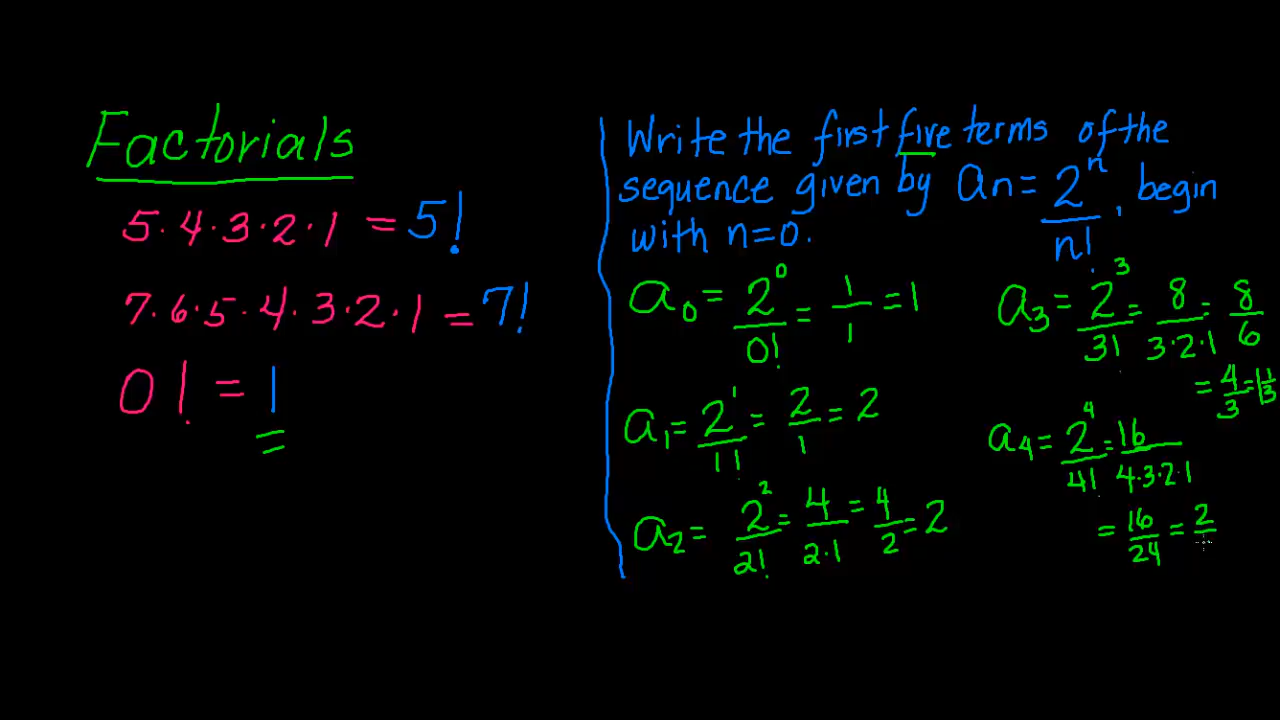 Factorials
5·4·3·2·1 = 5!
7·6·5·4·3·2·1 = 7!
0! = 1
Write the first five terms of the
sequence given by an = 2^n/n!, begin
with n=0.
a₀ = 2^0/0! = 1/1 = 1
a₁ = 2^1/1! = 2/1 = 2
a₂ = 2^2/2! = 4/2·1 = 4/2 = 2
a₃ = 2^3/3! = 8/3·2·1 = 8/6
= 4/3 = 1 1/3
a₄ = 2^4/4! = 16/4·3·2·1
= 16/24 = 2/